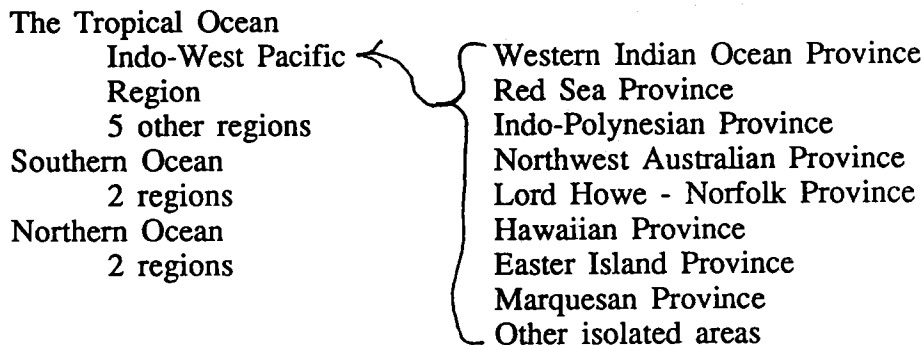 The Tropical Ocean
Indo-West Pacific
Region
5 other regions
Southern Ocean
2 regions
Northern Ocean
2 regions
Western Indian Ocean Province
Red Sea Province
Indo-Polynesian Province
Northwest Australian Province
Lord Howe - Norfolk Province
Hawaiian Province
Easter Island Province
Marquesan Province
Other isolated areas